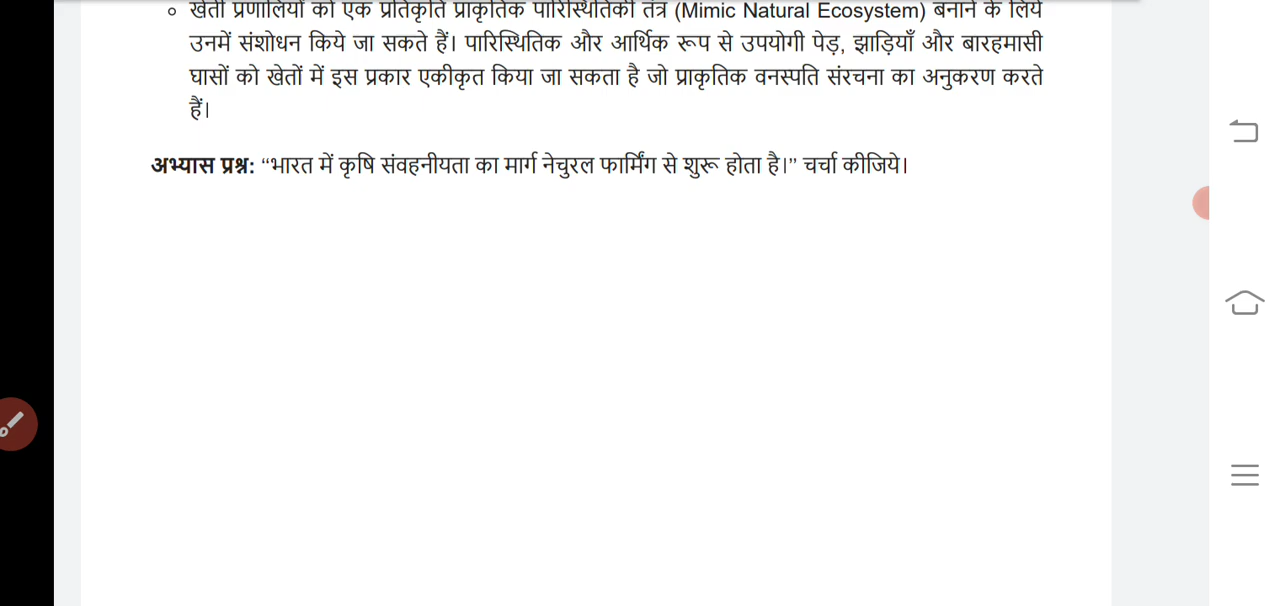 ○ खेती प्रणालियों को एक प्रतिकृति प्राकृतिक पारिस्थितिकी तंत्र (Mimic Natural Ecosystem) बनाने के लिये
उनमें संशोधन किये जा सकते हैं। पारिस्थितिक और आर्थिक रूप से उपयोगी पेड़, झाड़ियाँ और बारहमासी
घासों को खेतों में इस प्रकार एकीकृत किया जा सकता है जो प्राकृतिक वनस्पति संरचना का अनुकरण करते
हैं।
अभ्यास प्रश्न: “भारत में कृषि संवहनीयता का मार्ग नेचुरल फार्मिंग से शुरू होता है।” चर्चा कीजिये।